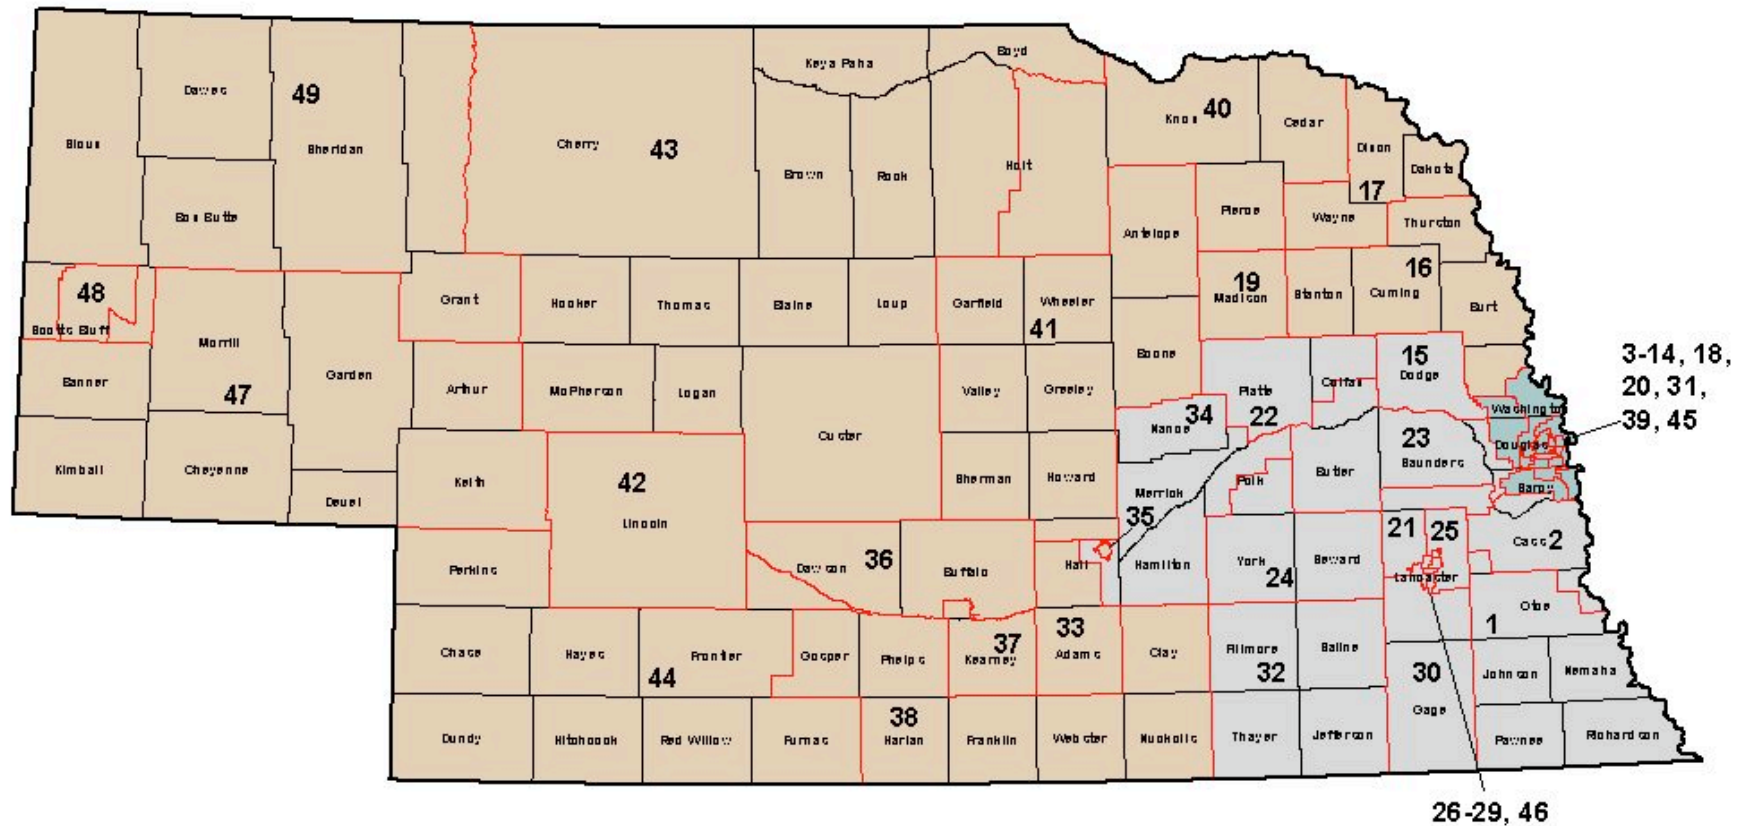 Boyd
Keya Paha
Dawes
49
Knox
40
Cedar
Sioux
Sheridan
Cherry
43
Dixon
Holt
Dakota
Brown
Rock
17
Box Butte
Pierce
Wayne
Thurston
Antelope
48
Grant
Hooker
Thomas
Blaine
Loup
Garfield
Wheeler
19
Madison
Stanton
16
Cuming
Burt
Scotts Bluff
41
Morrill
Boone
15
3-14, 18,
Banner
47
Garden
Arthur
McPherson
Logan
Valley
Greeley
Platte
Colfax
Dodge
20, 31,
Washington
34
22
39, 45
Nance
Custer
23
Douglas
Kimball
Cheyenne
Keith
42
Sherman
Howard
Polk
Butler
Saunders
Sarpy
Deuel
Lincoln
Merrick
35
21
25
Cass
2
Perkins
Dawson
36
Buffalo
Hall
Hamilton
York
24
Seward
Lancaster
Otoe
1
Chase
Hayes
Frontier
44
Gosper
Phelps
37
Kearney
33
Adams
Clay
Fillmore
32
Saline
30
Johnson
Nemaha
Dundy
Hitchcock
Red Willow
Furnas
38
Harlan
Franklin
Webster
Nuckolls
Thayer
Jefferson
Gage
Pawnee
Richardson
26-29, 46